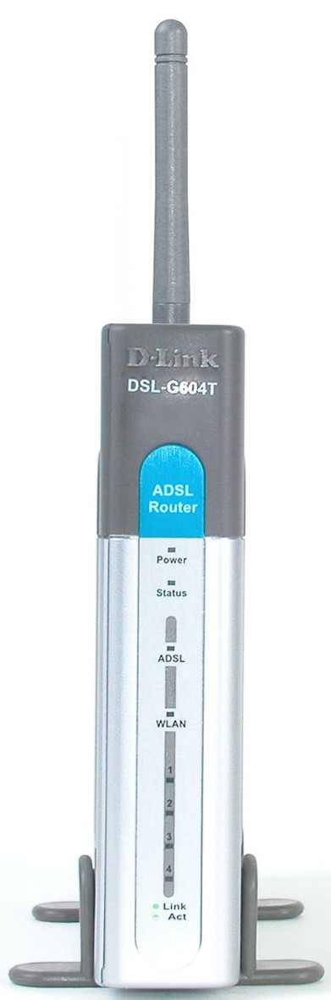 D-Link
DSL-G604T
ADSL
Router
Power
Status
ADSL
WLAN
1
2
3
4
Link
Act